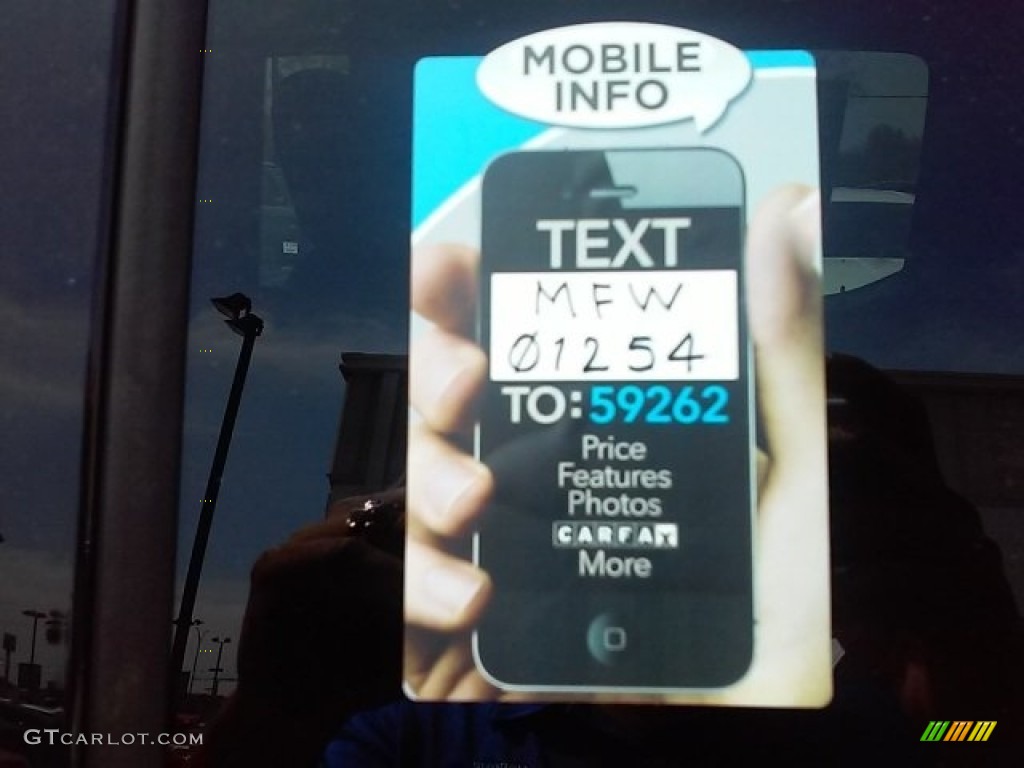 MOBILE
INFO
TEXT
MFW
Ø1254
TO: 59262
Price
Features
Photos
CARFAX
More
GTCARLOT.COM